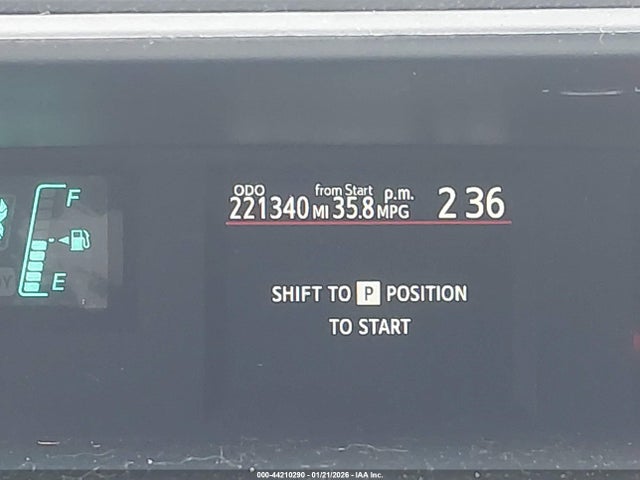 ODO from Start p.m.
221340 MI 35.8 MPG 2 36
F
E
SHIFT TO P POSITION
TO START
000-44210290 - 01/21/2026 - IAA Inc.